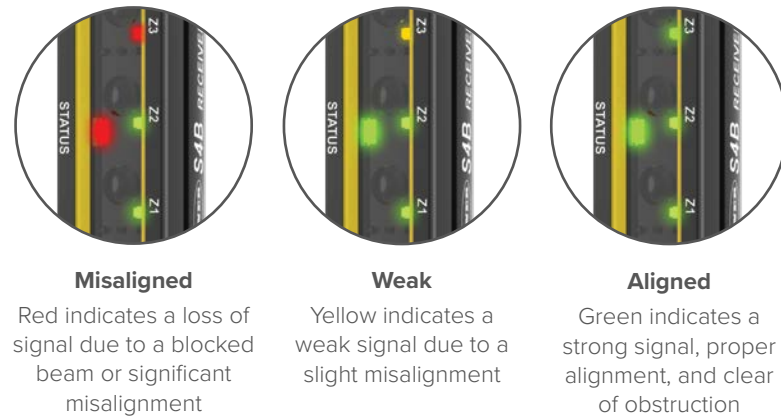 Z3
Z2
Z1
STATUS
S4B RECEIVER
Z3
Z2
Z1
STATUS
S4B RECEIVER
Z3
Z2
Z1
STATUS
S4B RECEIVER
Misaligned
Red indicates a loss of
signal due to a blocked
beam or significant
misalignment
Weak
Yellow indicates a
weak signal due to a
slight misalignment
Aligned
Green indicates a
strong signal, proper
alignment, and clear
of obstruction